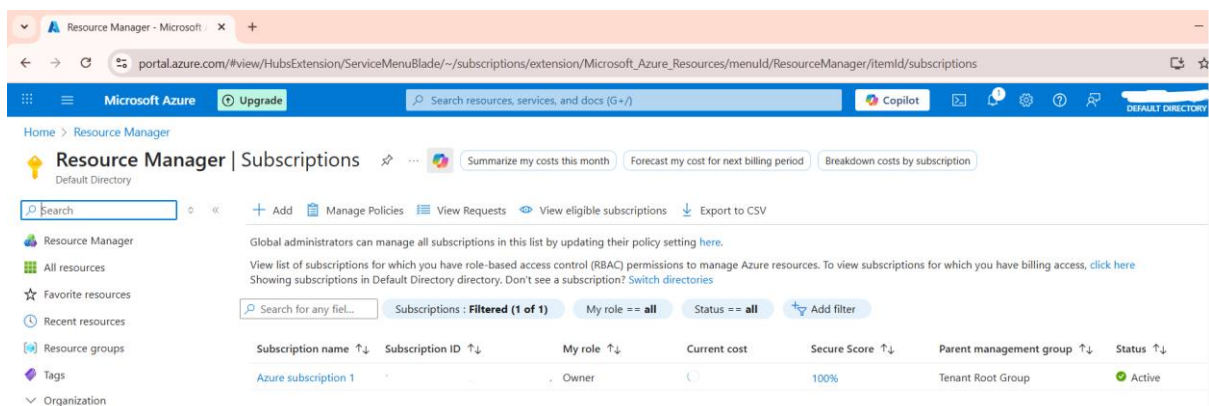 Resource Manager - Microsoft
portal.azure.com/#view/HubsExtension/ServiceMenuBlade/~/subscriptions/extension/Microsoft_Azure_Resources/menuId/ResourceManager/itemId/subscriptions
Microsoft Azure Upgrade Search resources, services, and docs (G+/) Copilot 1
DEFAULT DIRECTORY
Home > Resource Manager
Resource Manager | Subscriptions ... Summarize my costs this month Forecast my cost for next billing period Breakdown costs by subscription
Default Directory
Search + Add Manage Policies View Requests View eligible subscriptions Export to CSV
Resource Manager Global administrators can manage all subscriptions in this list by updating their policy setting here.
All resources View list of subscriptions for which you have role-based access control (RBAC) permissions to manage Azure resources. To view subscriptions for which you have billing access, click here
Showing subscriptions in Default Directory directory. Don't see a subscription? Switch directories
Favorite resources
Search for any fiel... Subscriptions : Filtered (1 of 1) My role == all Status == all Add filter
Recent resources
Resource groups Subscription name ↑↓ Subscription ID ↑↓ My role ↑↓ Current cost Secure Score ↑↓ Parent management group ↑↓ Status ↑↓
Tags Azure subscription 1 Owner 100% Tenant Root Group Active
Organization